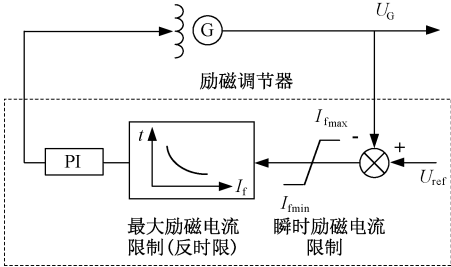 G
U_G
励磁调节器
I_fmax
-
+
t
PI
I_f
U_ref
I_fmin
最大励磁电流
限制(反时限)
瞬时励磁电流
限制